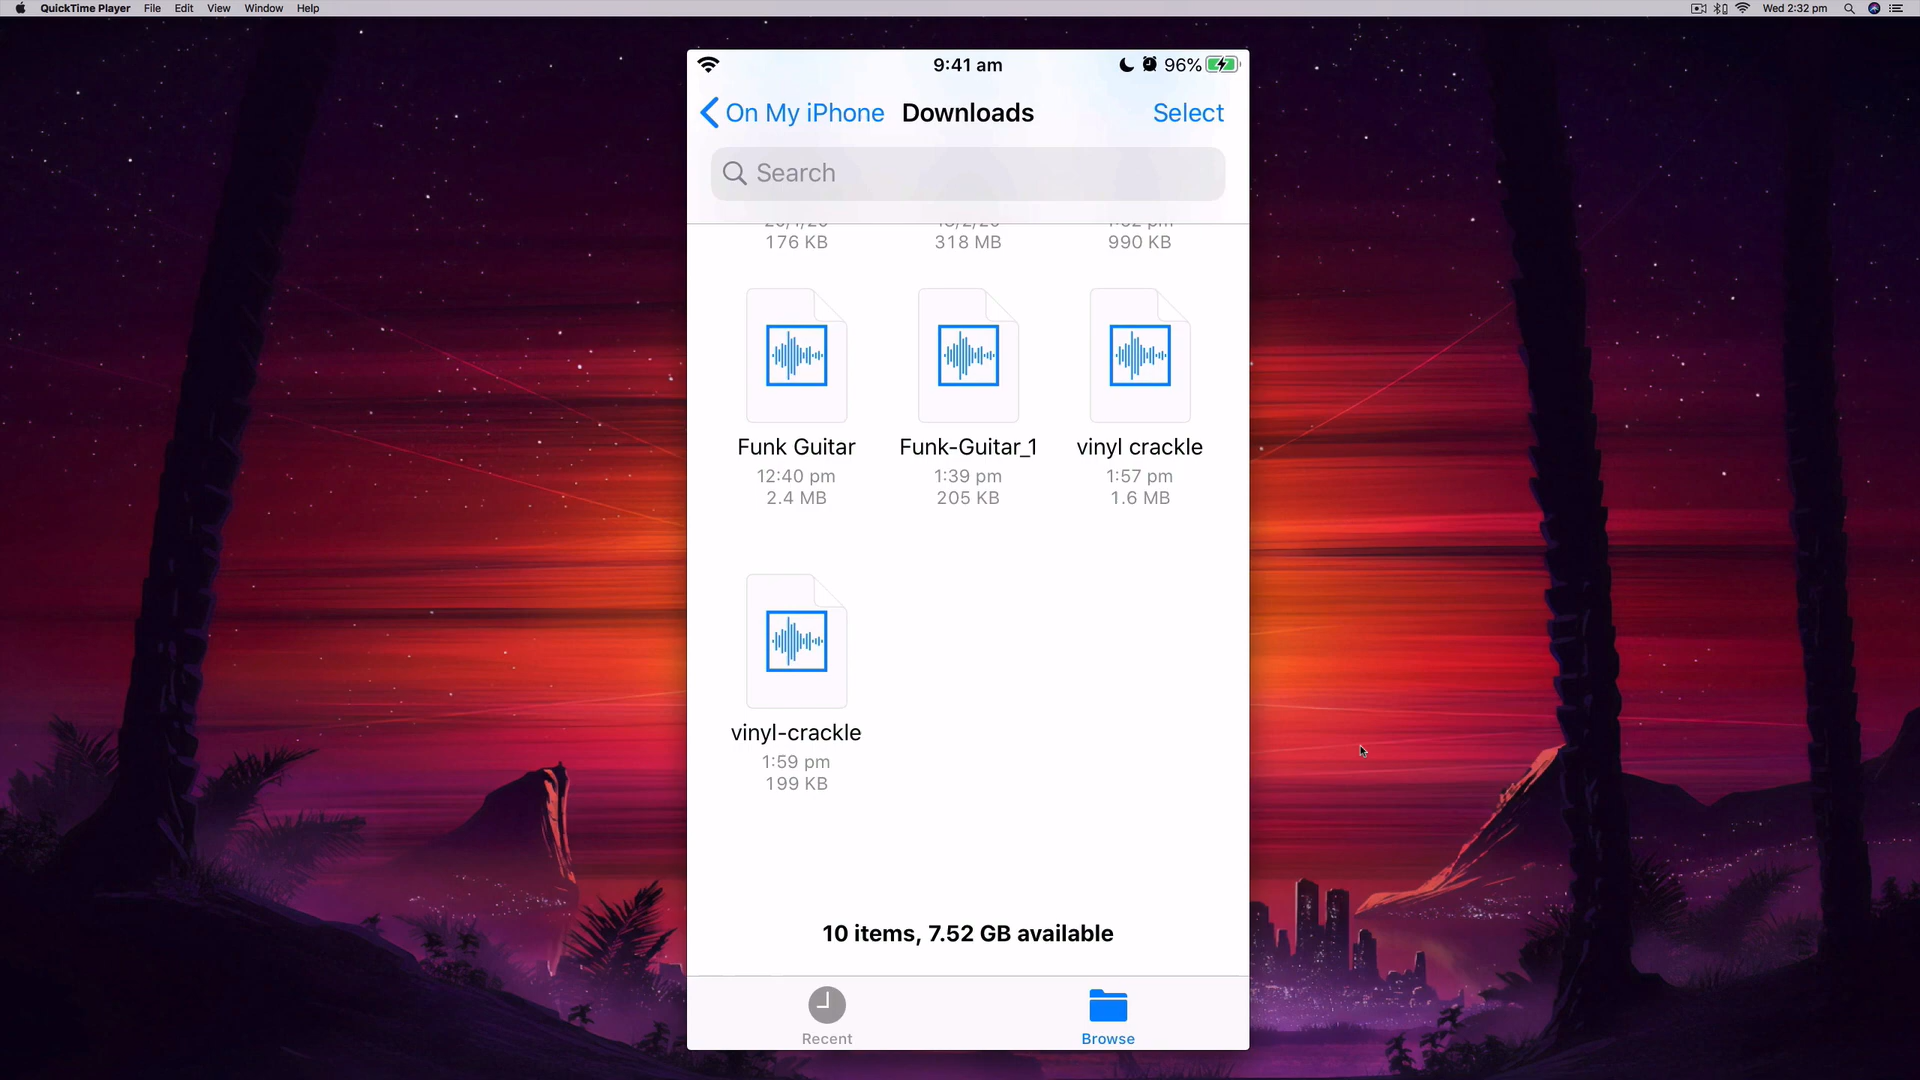 QuickTime Player File Edit View Window Help
Wed 2:32 pm
9:41 am
96%
On My iPhone
Downloads
Select
Search
176 KB
318 MB
990 KB
Funk Guitar
12:40 pm
2.4 MB
Funk-Guitar_1
1:39 pm
205 KB
vinyl crackle
1:57 pm
1.6 MB
vinyl-crackle
1:59 pm
199 KB
10 items, 7.52 GB available
Recent
Browse